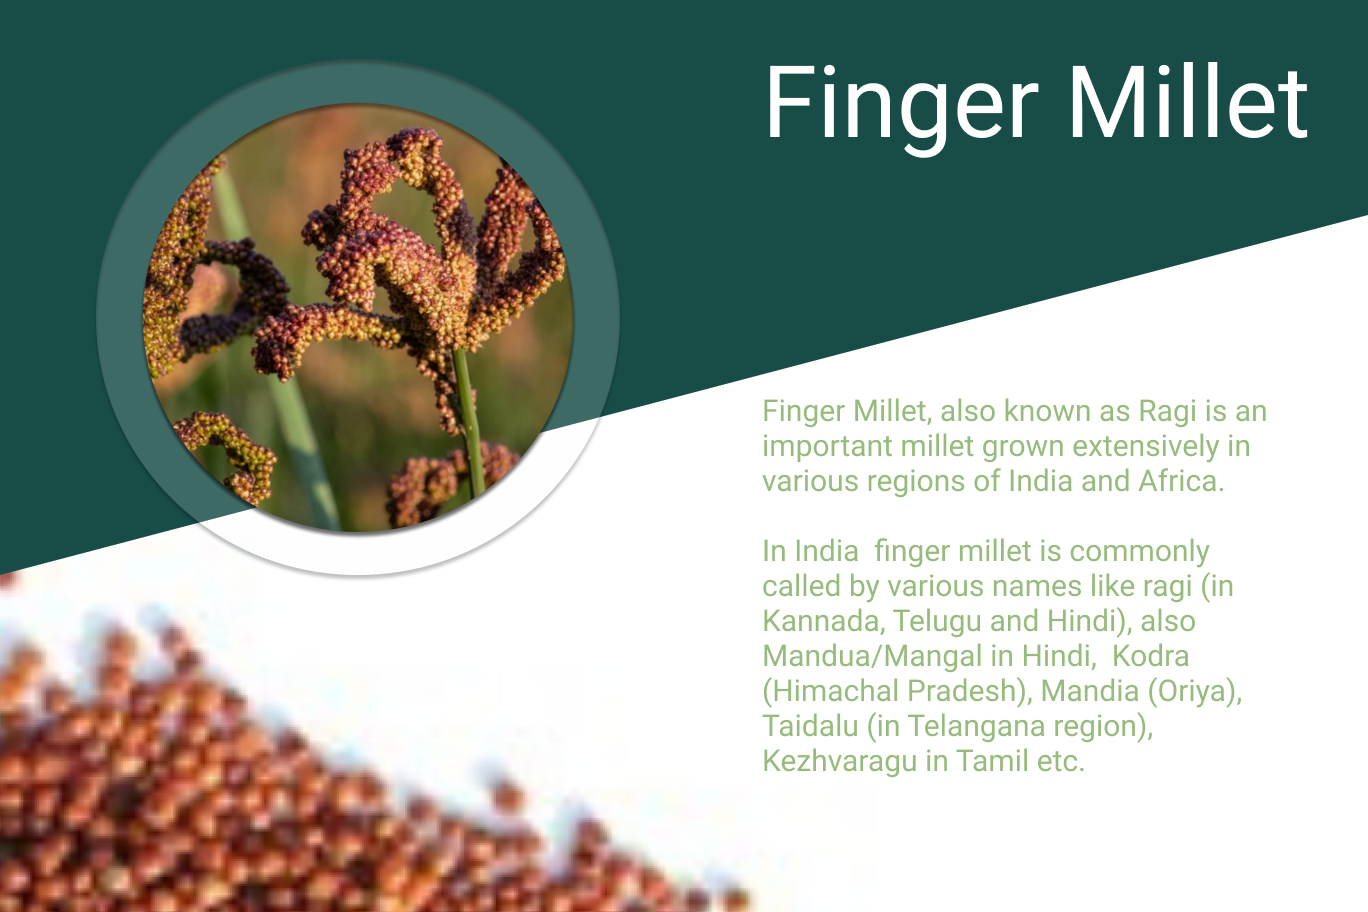 Finger Millet
Finger Millet, also known as Ragi is an
important millet grown extensively in
various regions of India and Africa.
In India  finger millet is commonly
called by various names like ragi (in
Kannada, Telugu and Hindi), also
Mandua/Mangal in Hindi,  Kodra
(Himachal Pradesh), Mandia (Oriya),
Taidalu (in Telangana region),
Kezhvaragu in Tamil etc.